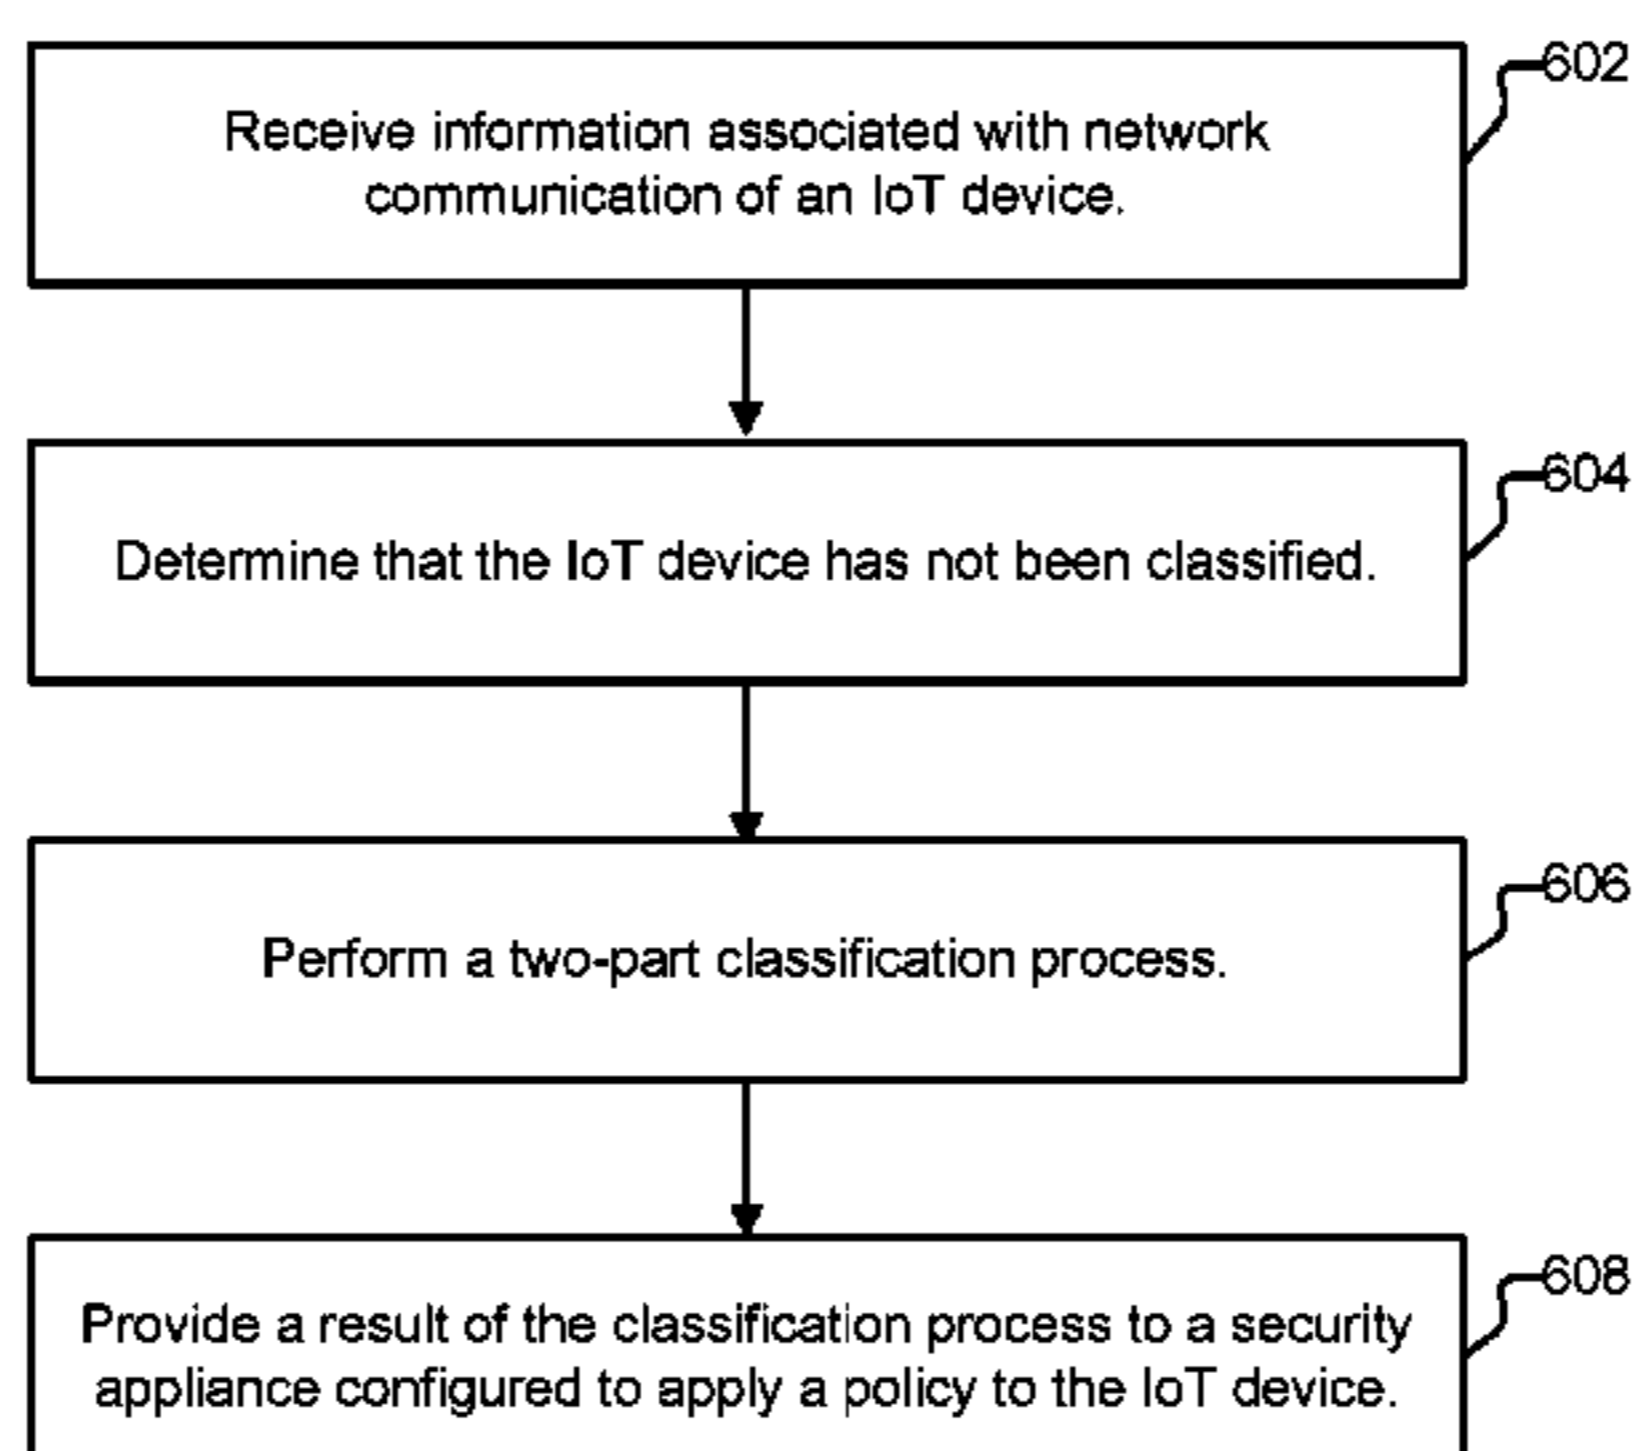 602
Receive information associated with network
communication of an IoT device.
604
Determine that the IoT device has not been classified.
606
Perform a two-part classification process.
608
Provide a result of the classification process to a security
appliance configured to apply a policy to the IoT device.